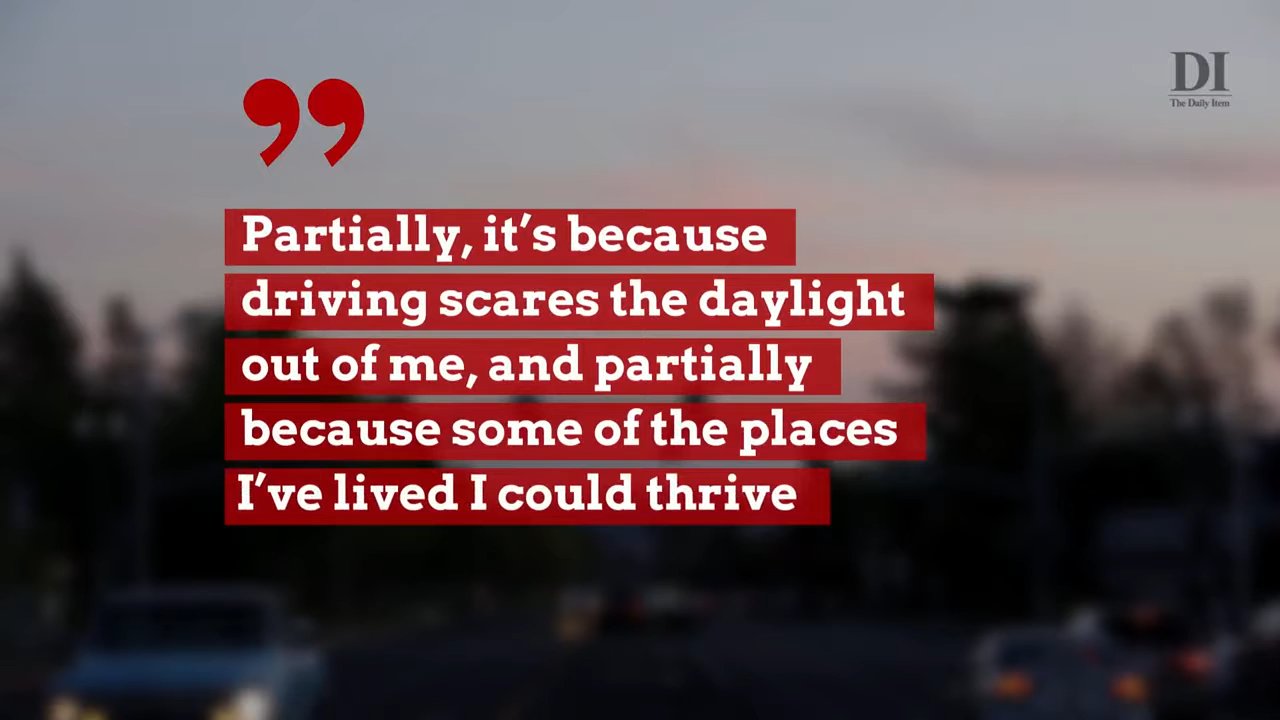 DI
The Daily Item
”
Partially, it’s because
driving scares the daylight
out of me, and partially
because some of the places
I’ve lived I could thrive